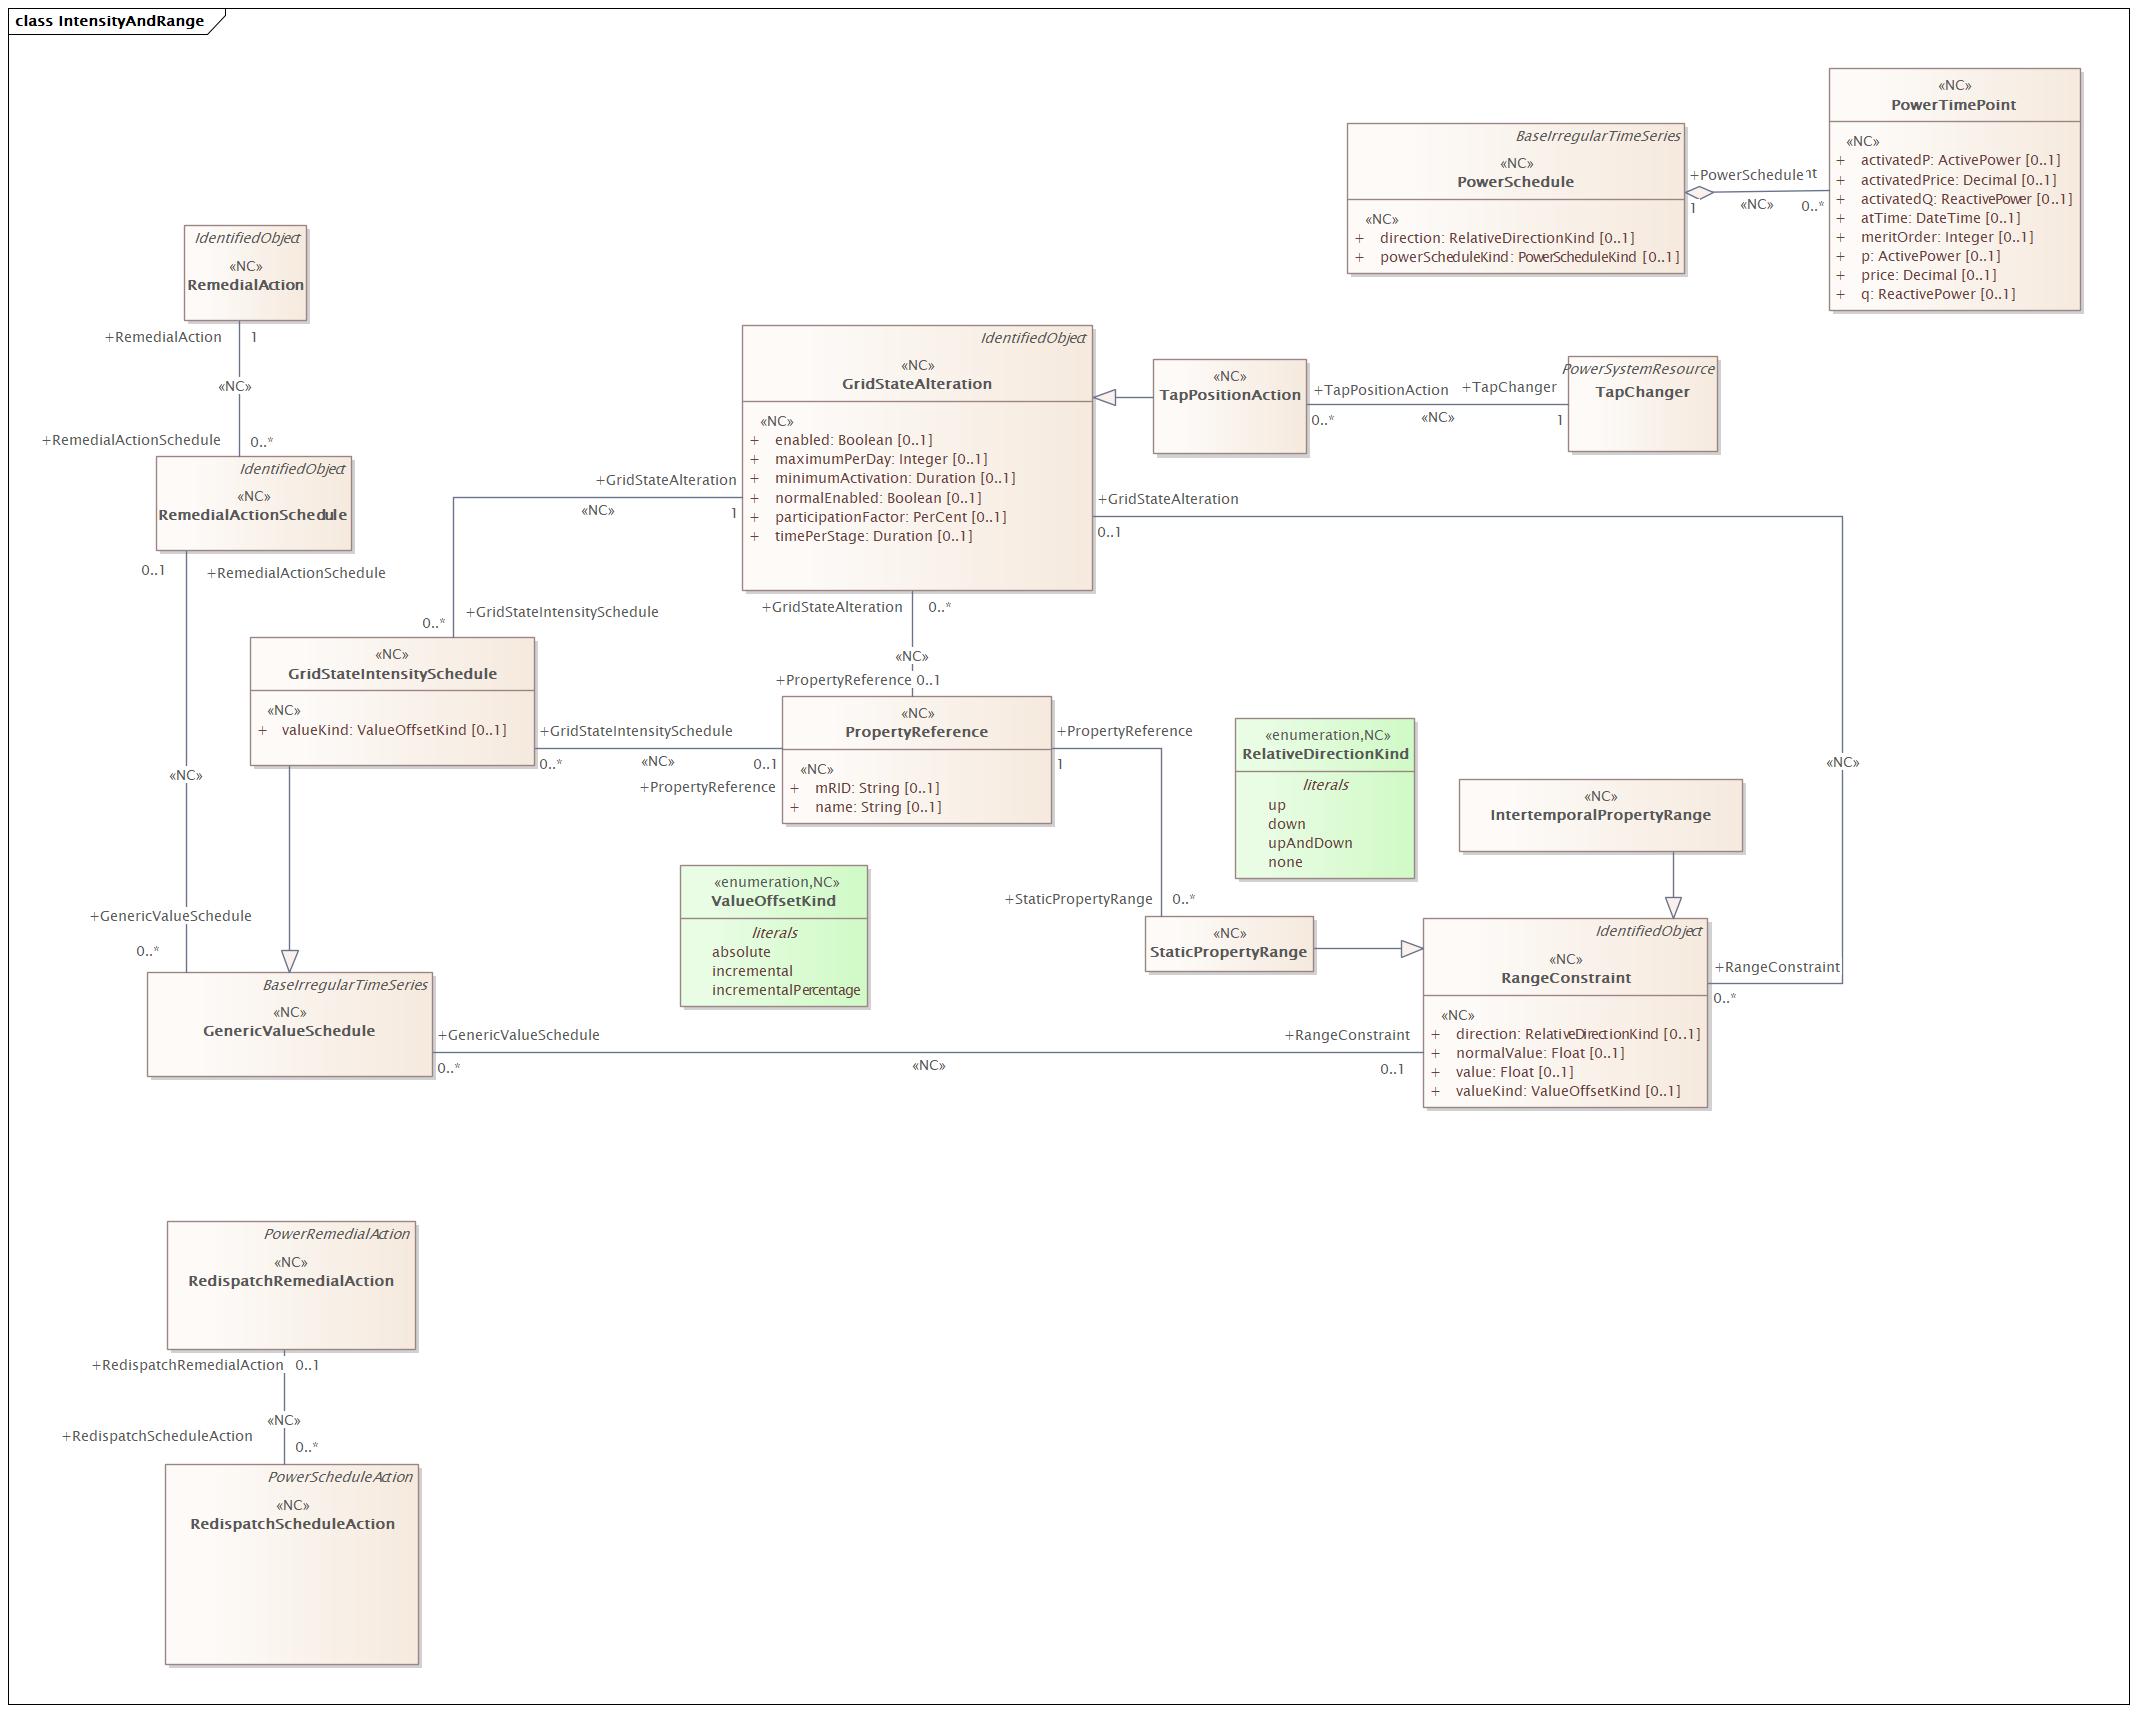 class IntensityAndRange
«NC»
PowerTimePoint
«NC»
+ activatedP: ActivePower [0..1]
+ activatedPrice: Decimal [0..1]
+ activatedQ: ReactivePower [0..1]
+ atTime: DateTime [0..1]
+ meritOrder: Integer [0..1]
+ p: ActivePower [0..1]
+ price: Decimal [0..1]
+ q: ReactivePower [0..1]
BaseIrregularTimeSeries
«NC»
PowerSchedule
«NC»
+ direction: RelativeDirectionKind [0..1]
+ powerScheduleKind: PowerScheduleKind [0..1]
+PowerSchedule
1
«NC»
0..*
IdentifiedObject
«NC»
RemedialAction
+RemedialAction 1
«NC»
+RemedialActionSchedule 0..*
IdentifiedObject
«NC»
RemedialActionSchedule
0..1 +RemedialActionSchedule
«NC»
+GenericValueSchedule
0..*
IdentifiedObject
«NC»
GridStateAlteration
«NC»
+ enabled: Boolean [0..1]
+ maximumPerDay: Integer [0..1]
+ minimumActivation: Duration [0..1]
+ normalEnabled: Boolean [0..1]
+ participationFactor: PerCent [0..1]
+ timePerStage: Duration [0..1]
«NC»
TapPositionAction
+TapPositionAction +TapChanger
0..* «NC» 1
PowerSystemResource
TapChanger
+GridStateAlteration
«NC» 1
+GridStateIntensitySchedule
0..*
+GridStateAlteration
0..1
«NC»
+RangeConstraint
0..*
+GridStateAlteration 0..*
«NC»
+PropertyReference 0..1
«NC»
GridStateIntensitySchedule
«NC»
+ valueKind: ValueOffsetKind [0..1]
+GridStateIntensitySchedule
0..* «NC» 0..1
+PropertyReference
«NC»
PropertyReference
«NC»
+ mRID: String [0..1]
+ name: String [0..1]
+PropertyReference
1
+StaticPropertyRange 0..*
«enumeration,NC»
RelativeDirectionKind
literals
up
down
upAndDown
none
«NC»
IntertemporalPropertyRange
«enumeration,NC»
ValueOffsetKind
literals
absolute
incremental
incrementalPercentage
«NC»
StaticPropertyRange
IdentifiedObject
«NC»
RangeConstraint
«NC»
+ direction: RelativeDirectionKind [0..1]
+ normalValue: Float [0..1]
+ value: Float [0..1]
+ valueKind: ValueOffsetKind [0..1]
BaseIrregularTimeSeries
«NC»
GenericValueSchedule
+GenericValueSchedule +RangeConstraint
0..* «NC» 0..1
PowerRemedialAction
«NC»
RedispatchRemedialAction
+RedispatchRemedialAction 0..1
«NC»
+RedispatchScheduleAction
0..*
PowerScheduleAction
«NC»
RedispatchScheduleAction